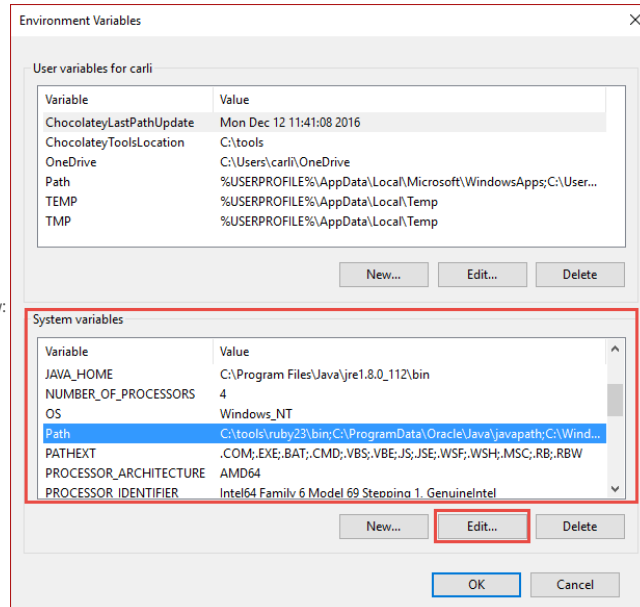 Environment Variables
User variables for carli
Variable Value
ChocolateyLastPathUpdate Mon Dec 12 11:41:08 2016
ChocolateyToolsLocation C:\tools
OneDrive C:\Users\carli\OneDrive
Path %USERPROFILE%\AppData\Local\Microsoft\WindowsApps;C:\User...
TEMP %USERPROFILE%\AppData\Local\Temp
TMP %USERPROFILE%\AppData\Local\Temp
New... Edit... Delete
System variables
Variable Value
JAVA_HOME C:\Program Files\Java\jre1.8.0_112\bin
NUMBER_OF_PROCESSORS 4
OS Windows_NT
Path C:\tools\ruby23\bin;C:\ProgramData\Oracle\Java\javapath;C:\Wind...
PATHEXT .COM;.EXE;.BAT;.CMD;.VBS;.VBE;.JS;.JSE;.WSF;.WSH;.MSC;.RB;.RBW
PROCESSOR_ARCHITECTURE AMD64
PROCESSOR_IDENTIFIER Intel64 Family 6 Model 69 Stepping 1, GenuineIntel
New... Edit... Delete
OK Cancel